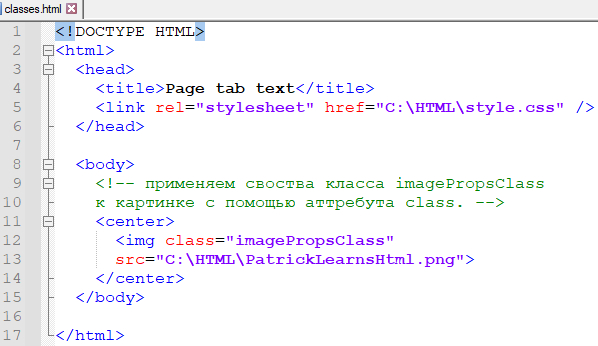 classes.html
1 <!DOCTYPE HTML>
2 <html>
3 <head>
4 <title>Page tab text</title>
5 <link rel="stylesheet" href="C:\HTML\style.css" />
6 </head>
7
8 <body>
9 <!-- применяем своства класса imagePropsClass
10 к картинке с помощью аттребута class. -->
11 <center>
12 <img class="imagePropsClass"
13 src="C:\HTML\PatrickLearnsHtml.png">
14 </center>
15 </body>
16
17 </html>